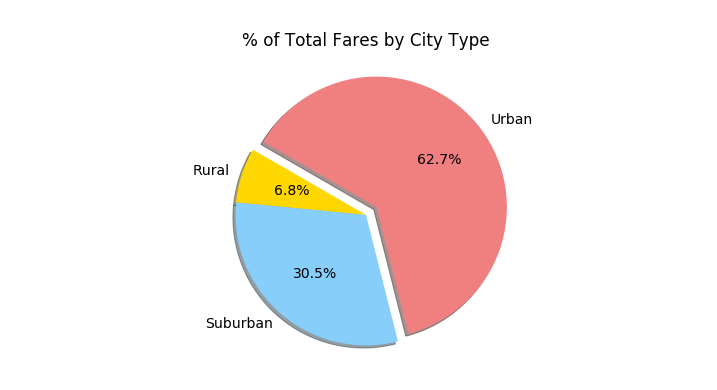 % of Total Fares by City Type
Urban
62.7%
Rural
6.8%
30.5%
Suburban